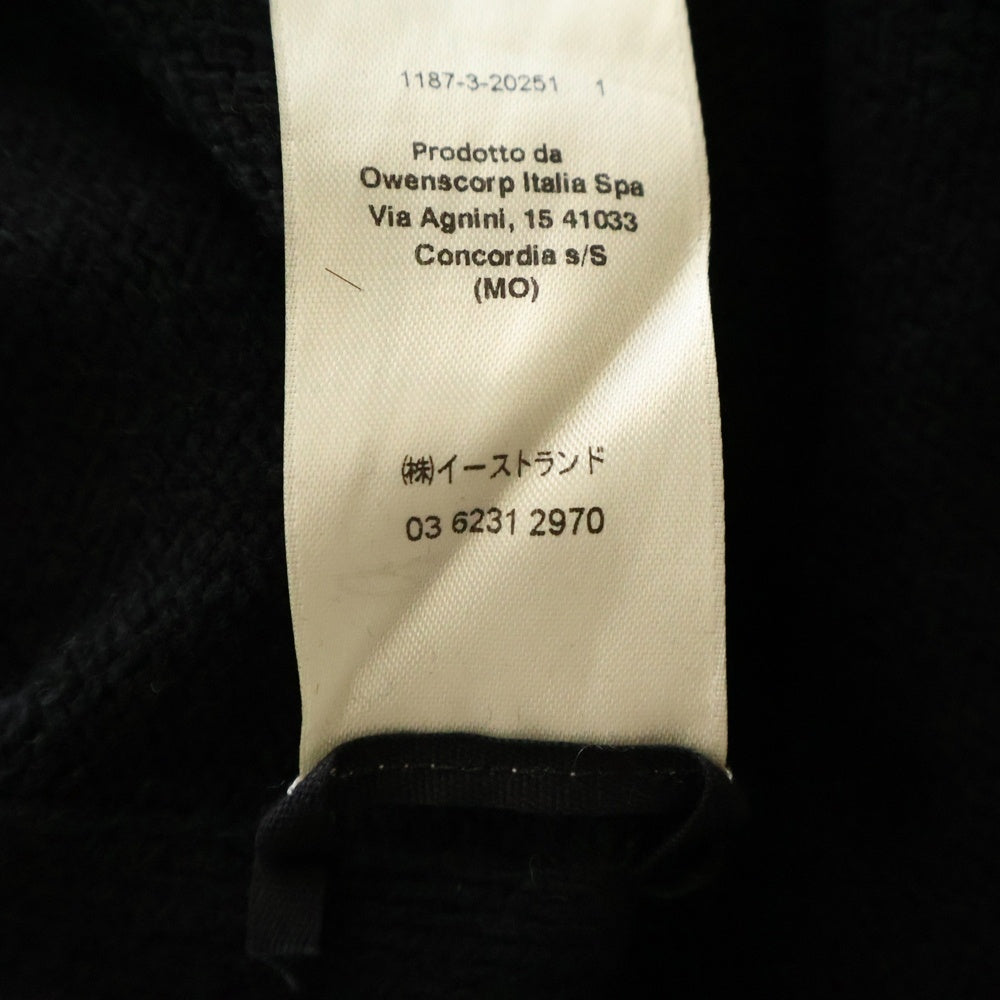 1187-3-20251 1
Prodotto da
Owenscorp Italia Spa
Via Agnini, 15 41033
Concordia s/S
(MO)
㈱イーストランド
03 6231 2970